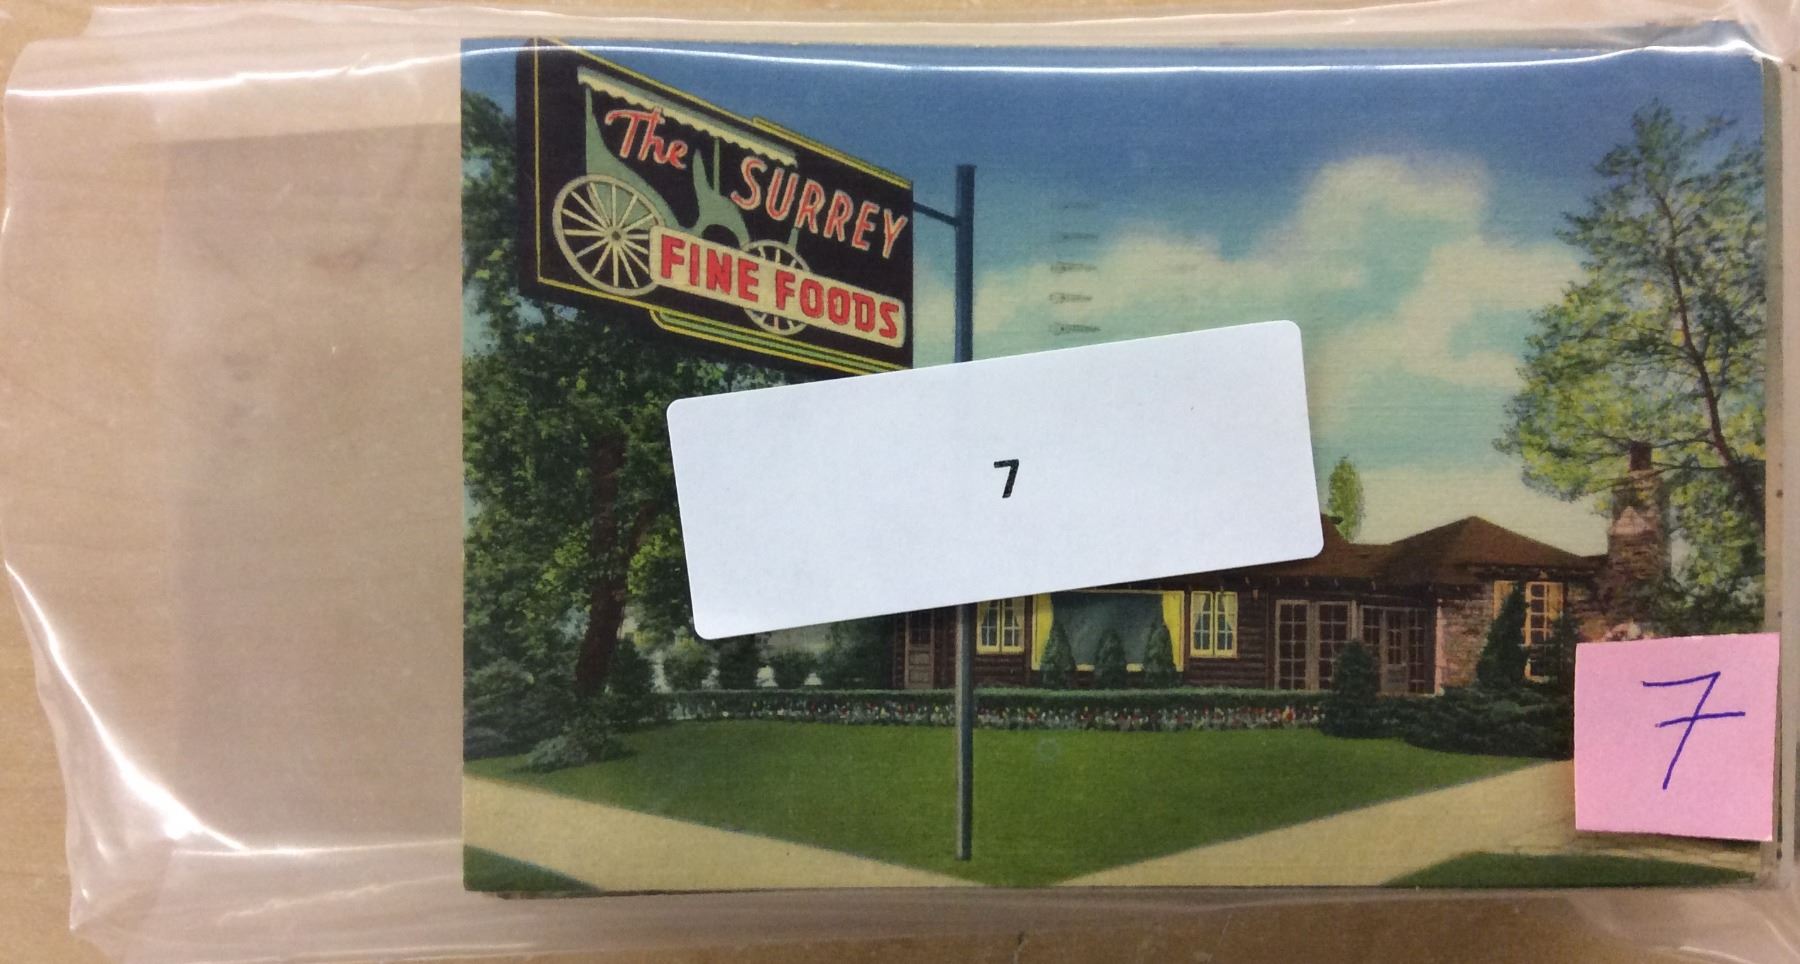 The
SURREY
FINE FOODS
7
7